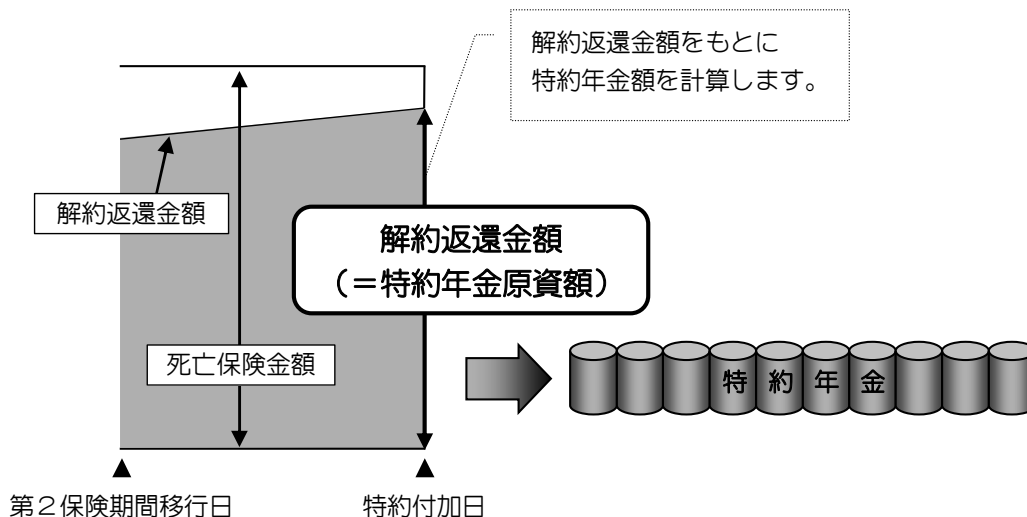 解約返還金額をもとに
特約年金額を計算します。
解約返還金額
解約返還金額
（＝特約年金原資額）
死亡保険金額
特約年金
第２保険期間移行日
特約付加日